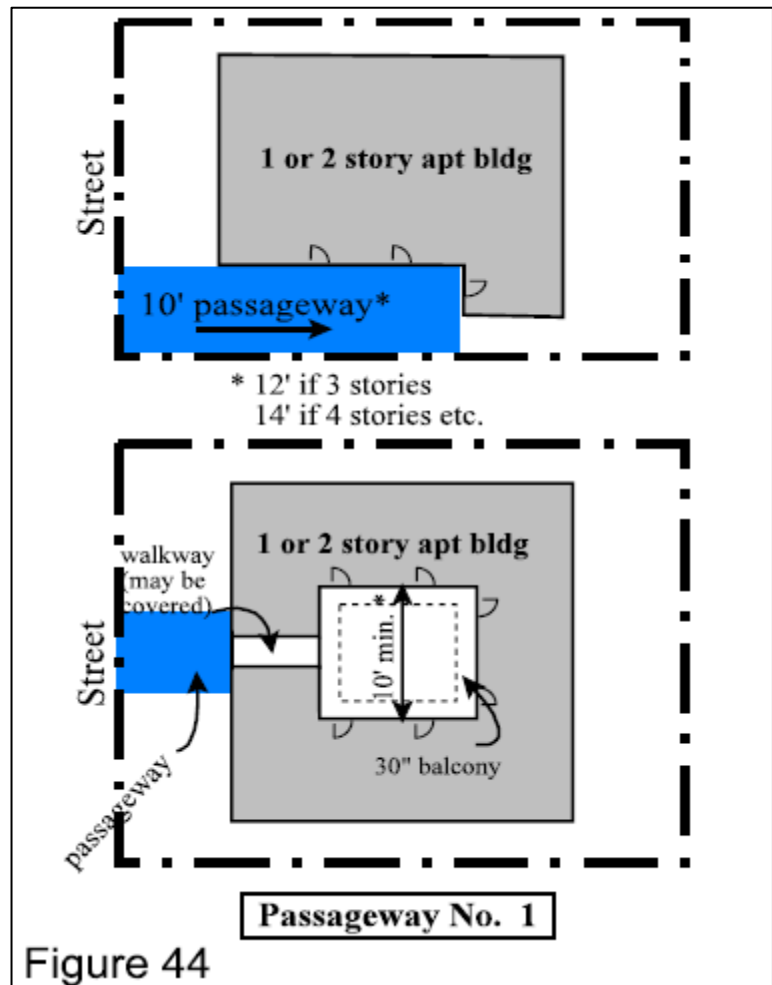 1 or 2 story apt bldg
Street
10' passageway*
* 12' if 3 stories
14' if 4 stories etc.
1 or 2 story apt bldg
walkway
(may be
covered)
Street
10' min. *
30" balcony
passageway
Passageway No. 1
Figure 44